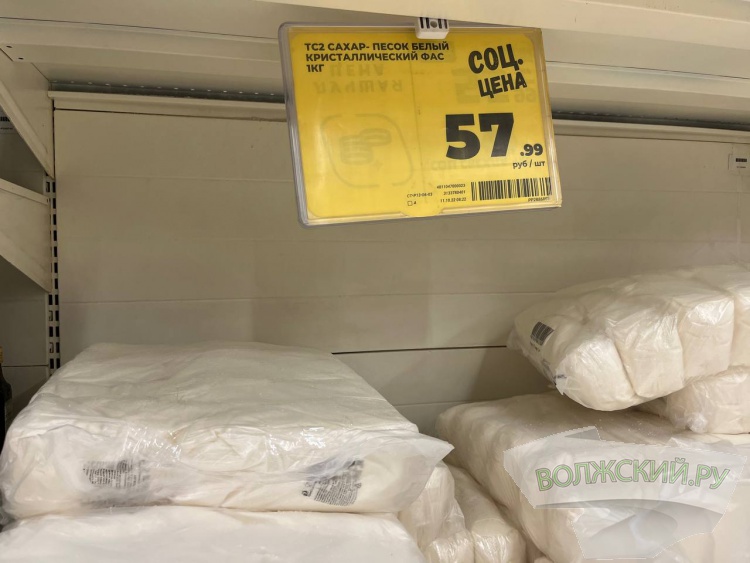 ТС2 САХАР- ПЕСОК БЕЛЫЙ
КРИСТАЛЛИЧЕСКИЙ ФАС
1КГ
СОЦ.
ЦЕНА
57.99
руб / шт
ВОЛЖСКИЙ.РУ